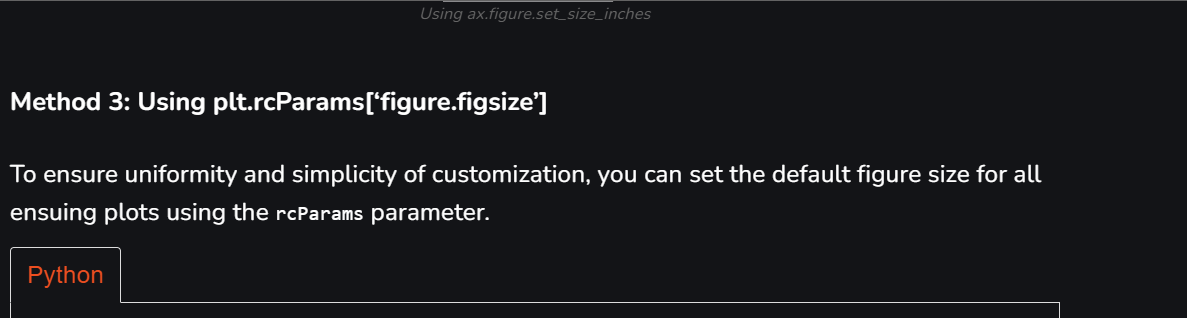 Using ax.figure.set_size_inches
Method 3: Using plt.rcParams[‘figure.figsize’]
To ensure uniformity and simplicity of customization, you can set the default figure size for all
ensuing plots using the rcParams parameter.
Python